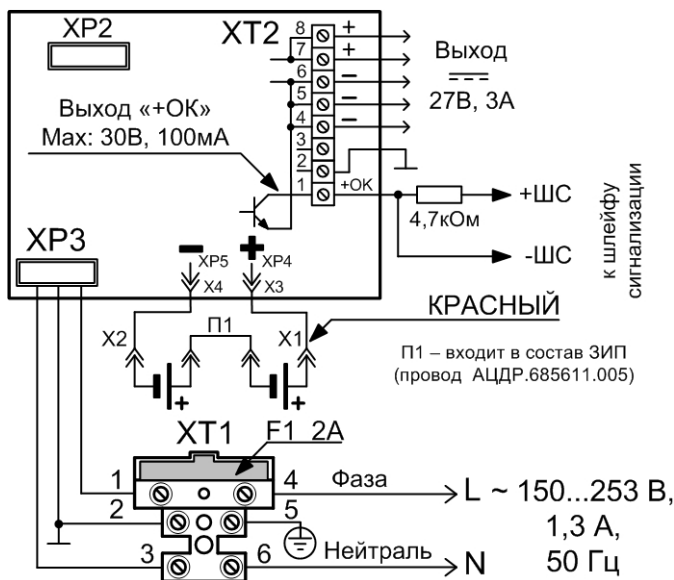 XP2
XT2
8 +
7 +
6 –
5 –
4 –
3
2
1 +OK
Выход
27В, 3А
Выход «+ОК»
Max: 30В, 100мА
4,7кОм
+ШС
-ШС
к шлейфу
сигнализации
XP3
– +
XP5 XP4
X4 X3
КРАСНЫЙ
X2 П1 X1
+ +
П1 – входит в состав ЗИП
(провод АЦДР.685611.005)
XT1
F1 2А
1 4 Фаза L ~ 150...253 В,
2 5 1,3 А,
3 6 Нейтраль N 50 Гц